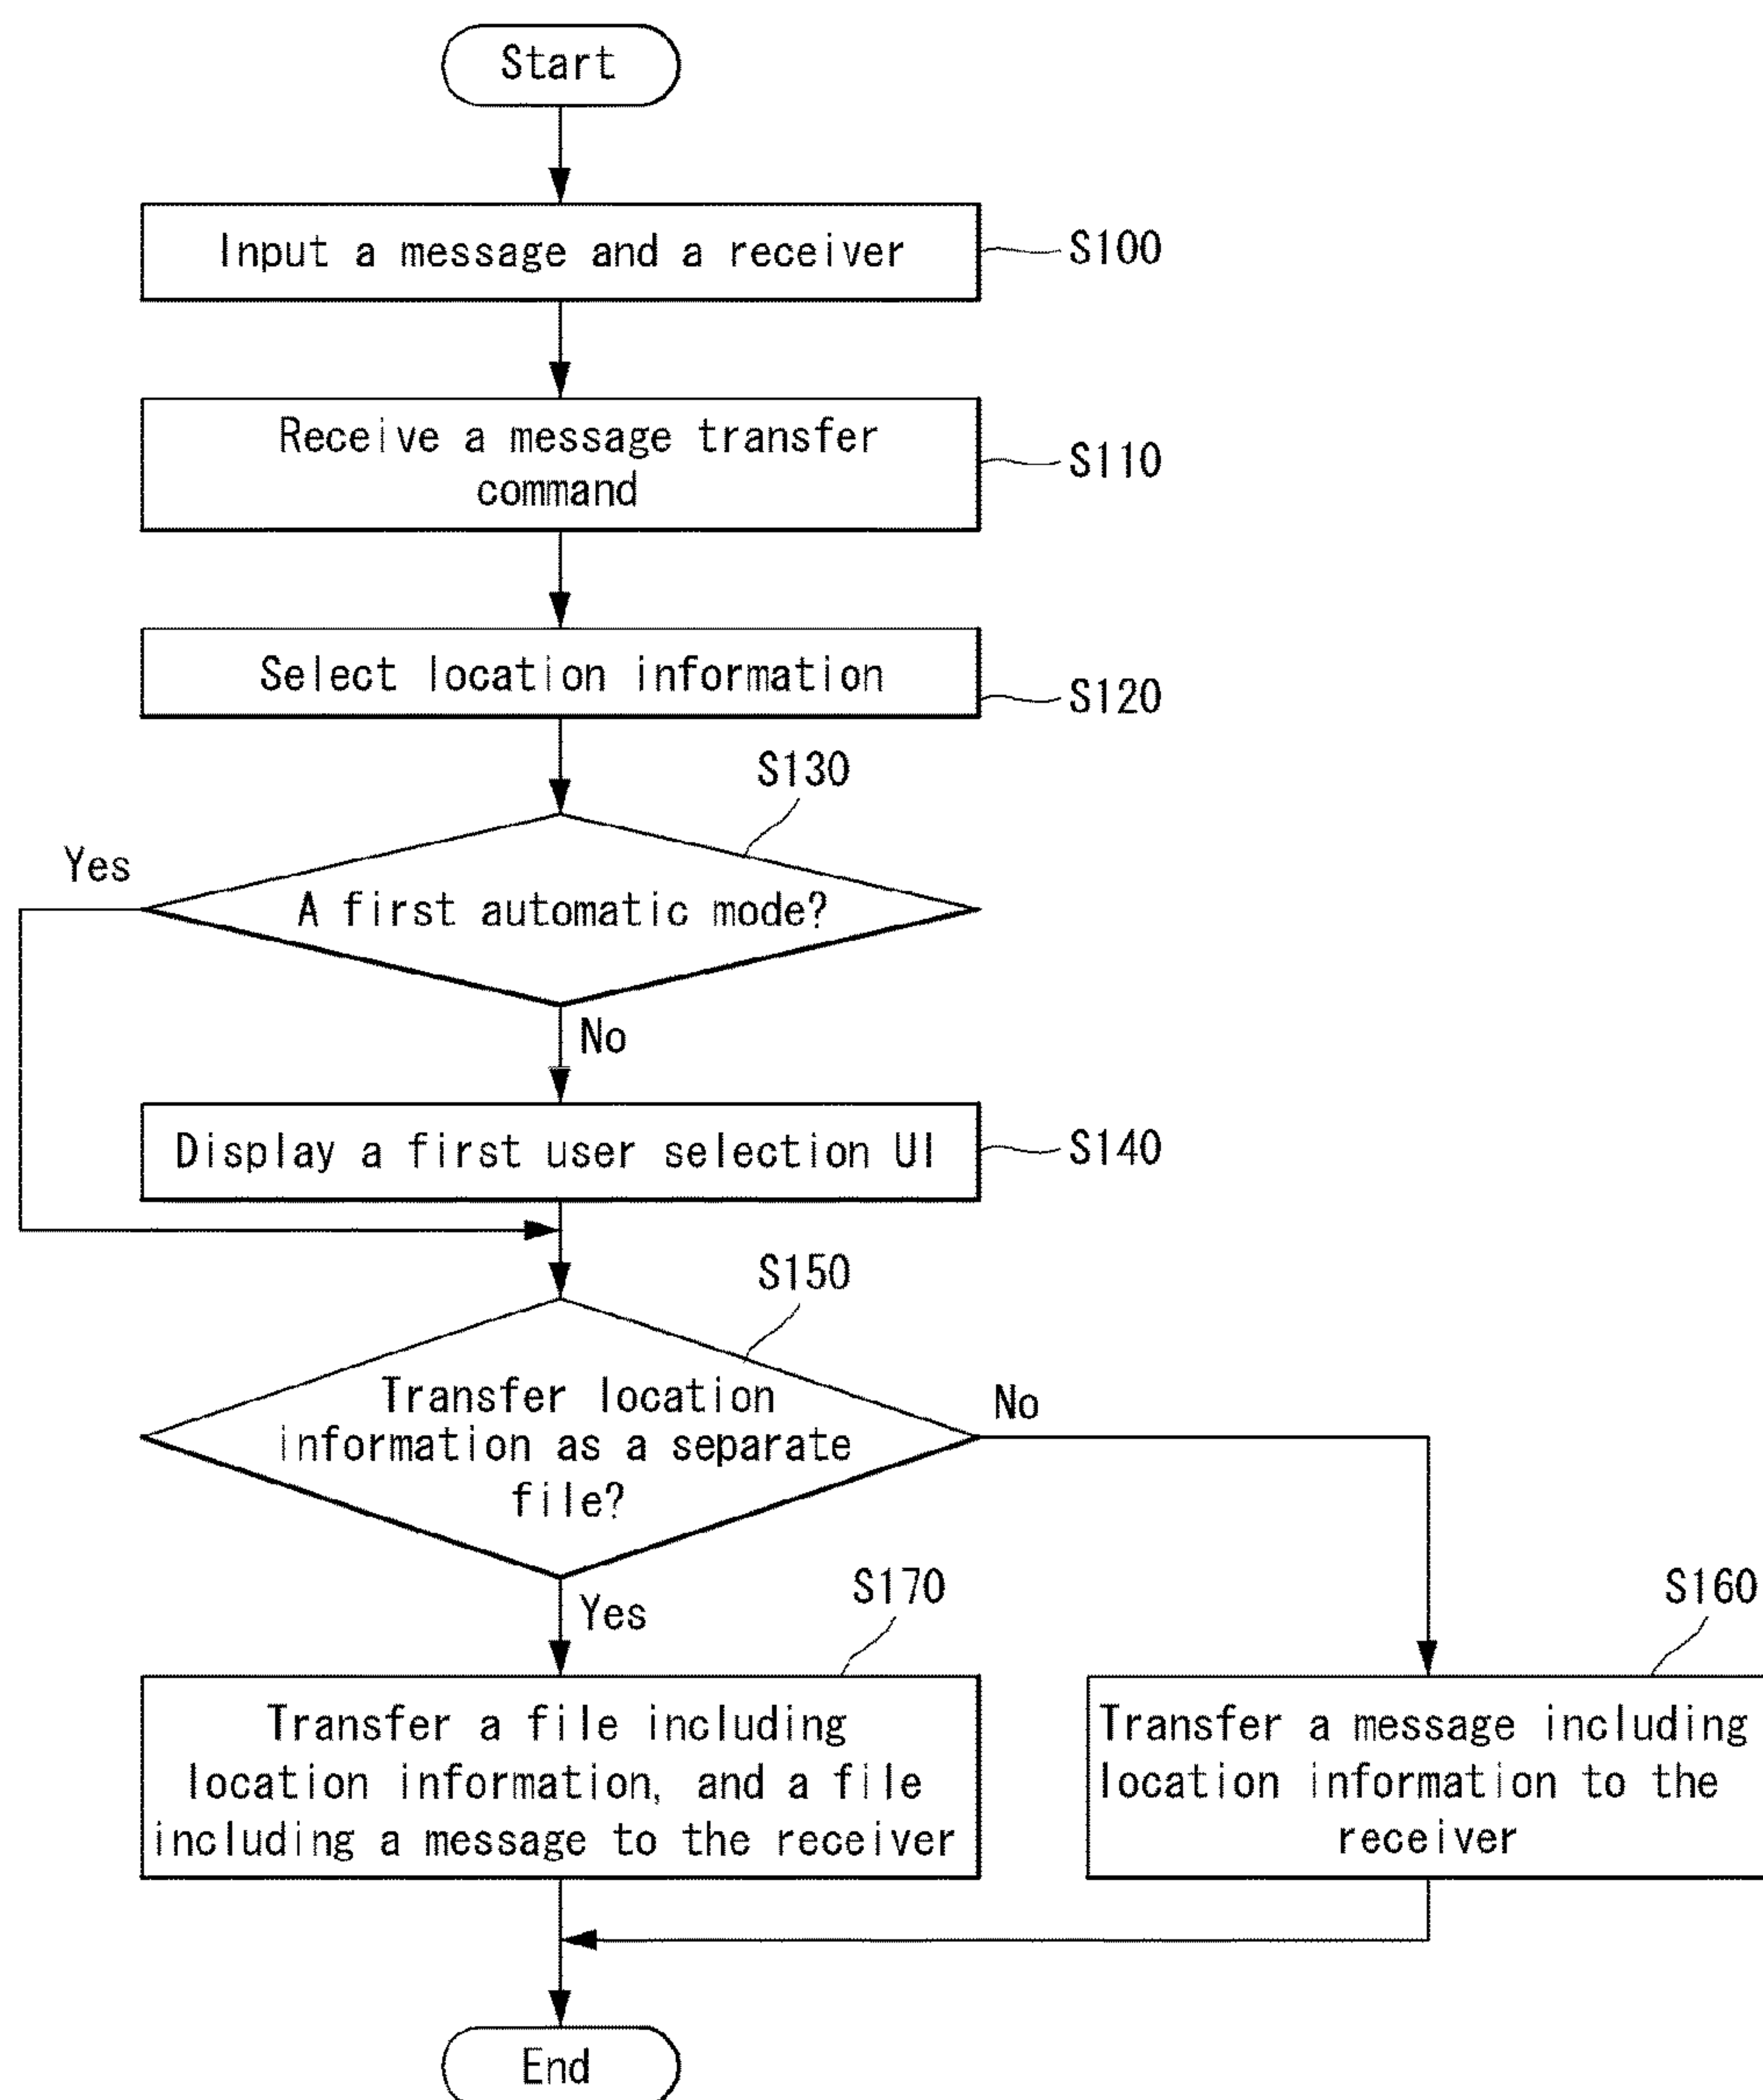 Start
Input a message and a receiver
S100
Receive a message transfer
command
S110
Select location information
S120
S130
Yes
A first automatic mode?
No
Display a first user selection UI
S140
S150
Transfer location
information as a separate
file?
No
Yes
S170
S160
Transfer a file including
location information, and a file
including a message to the receiver
Transfer a message including
location information to the
receiver
End